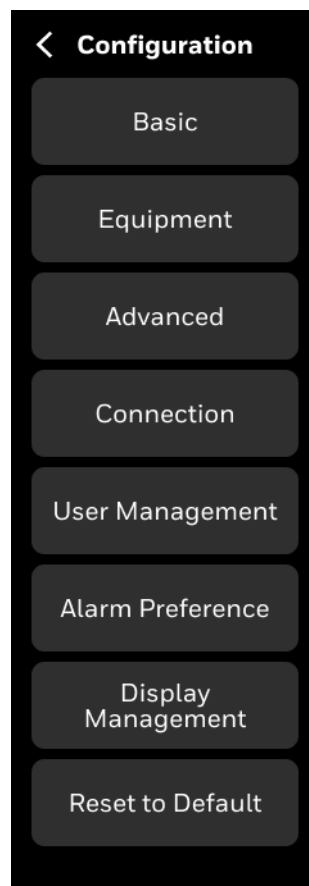 Configuration
Basic
Equipment
Advanced
Connection
User Management
Alarm Preference
Display
Management
Reset to Default